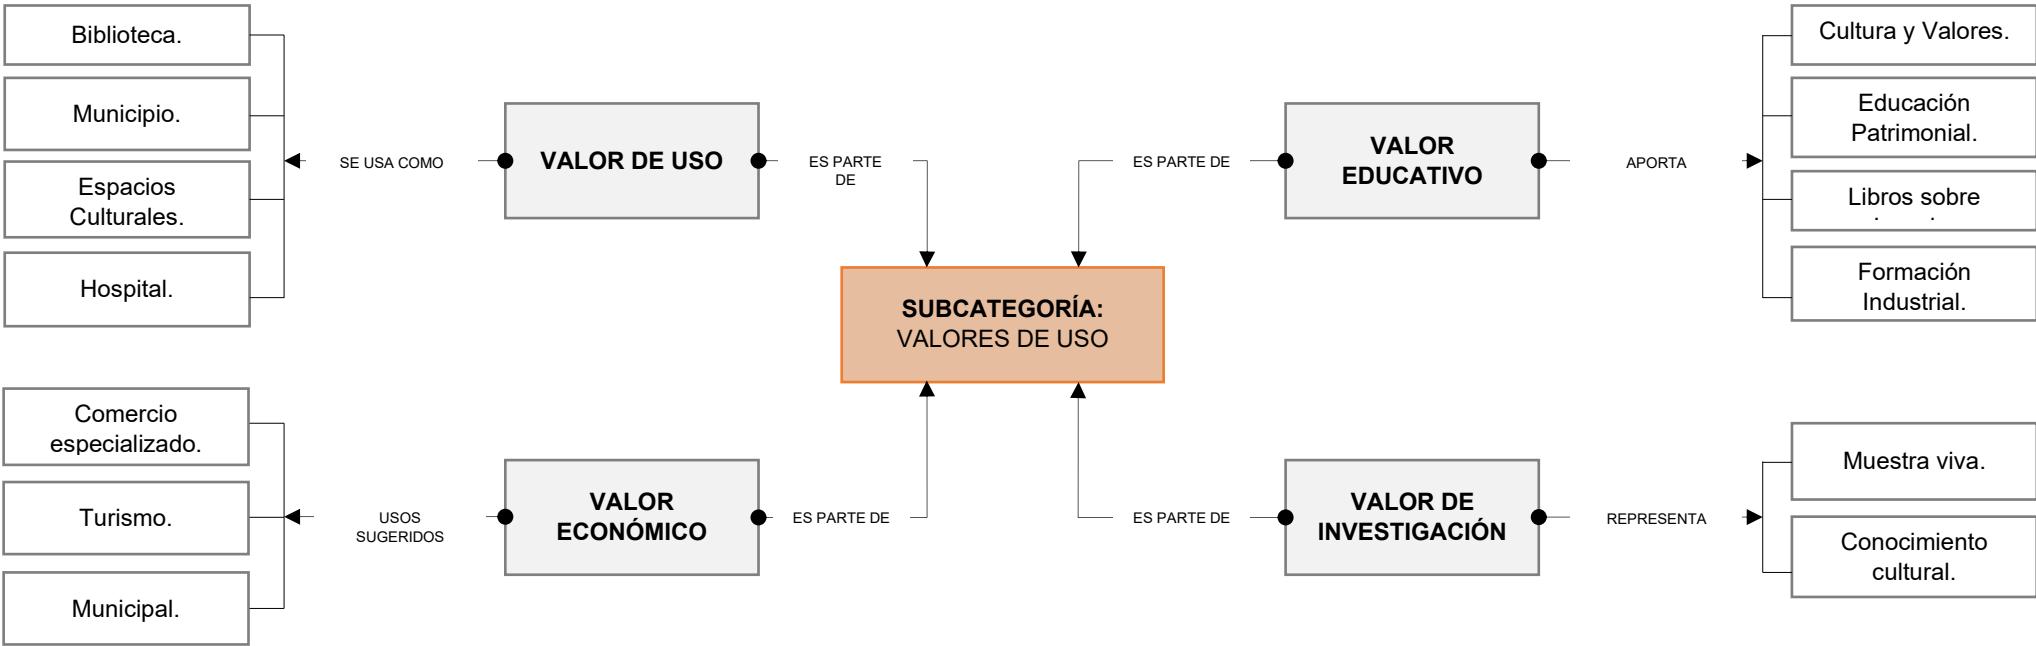 Biblioteca.
Municipio.
Espacios
Culturales.
Hospital.
SE USA COMO
VALOR DE USO
ES PARTE
DE
ES PARTE DE
VALOR
EDUCATIVO
APORTA
Cultura y Valores.
Educación
Patrimonial.
Libros sobre
Formación
Industrial.
SUBCATEGORÍA:
VALORES DE USO
Comercio
especializado.
Turismo.
Municipal.
USOS
SUGERIDOS
VALOR
ECONÓMICO
ES PARTE DE
ES PARTE DE
VALOR DE
INVESTIGACIÓN
REPRESENTA
Muestra viva.
Conocimiento
cultural.